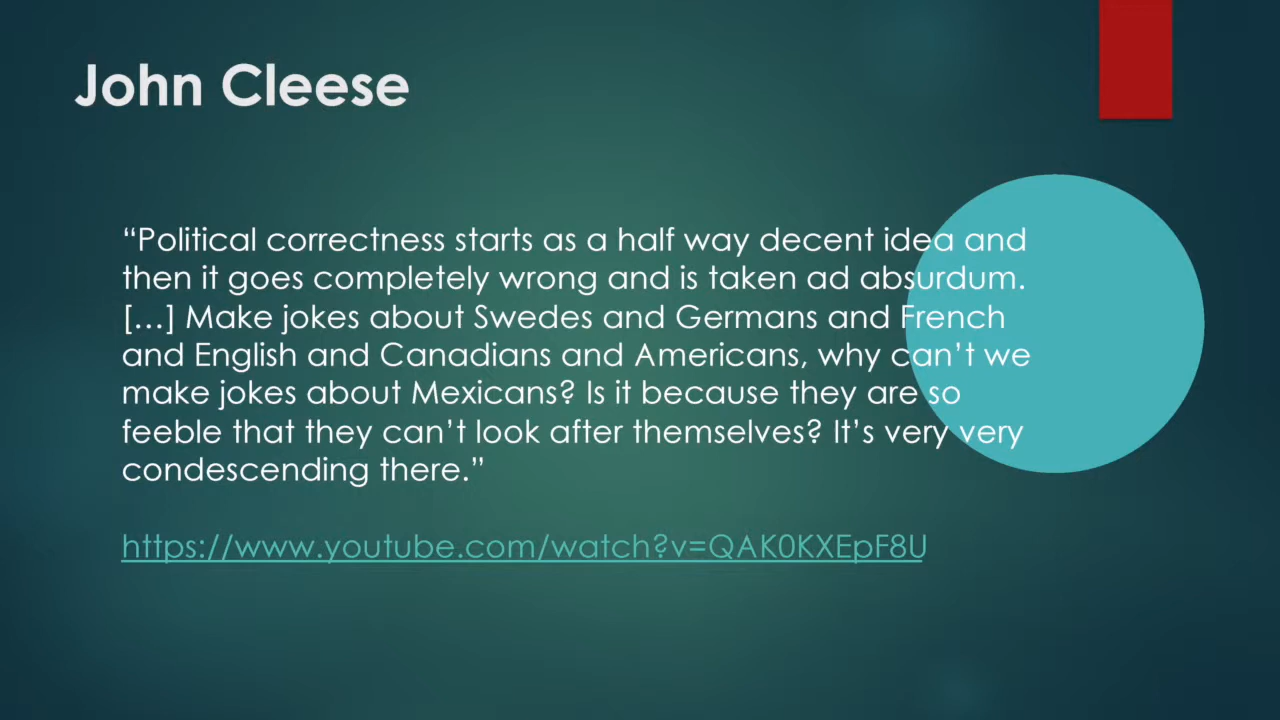 John Cleese
“Political correctness starts as a half way decent idea and
then it goes completely wrong and is taken ad absurdum.
[…] Make jokes about Swedes and Germans and French
and English and Canadians and Americans, why can’t we
make jokes about Mexicans? Is it because they are so
feeble that they can’t look after themselves? It’s very very
condescending there.”
https://www.youtube.com/watch?v=QAK0KXEpF8U